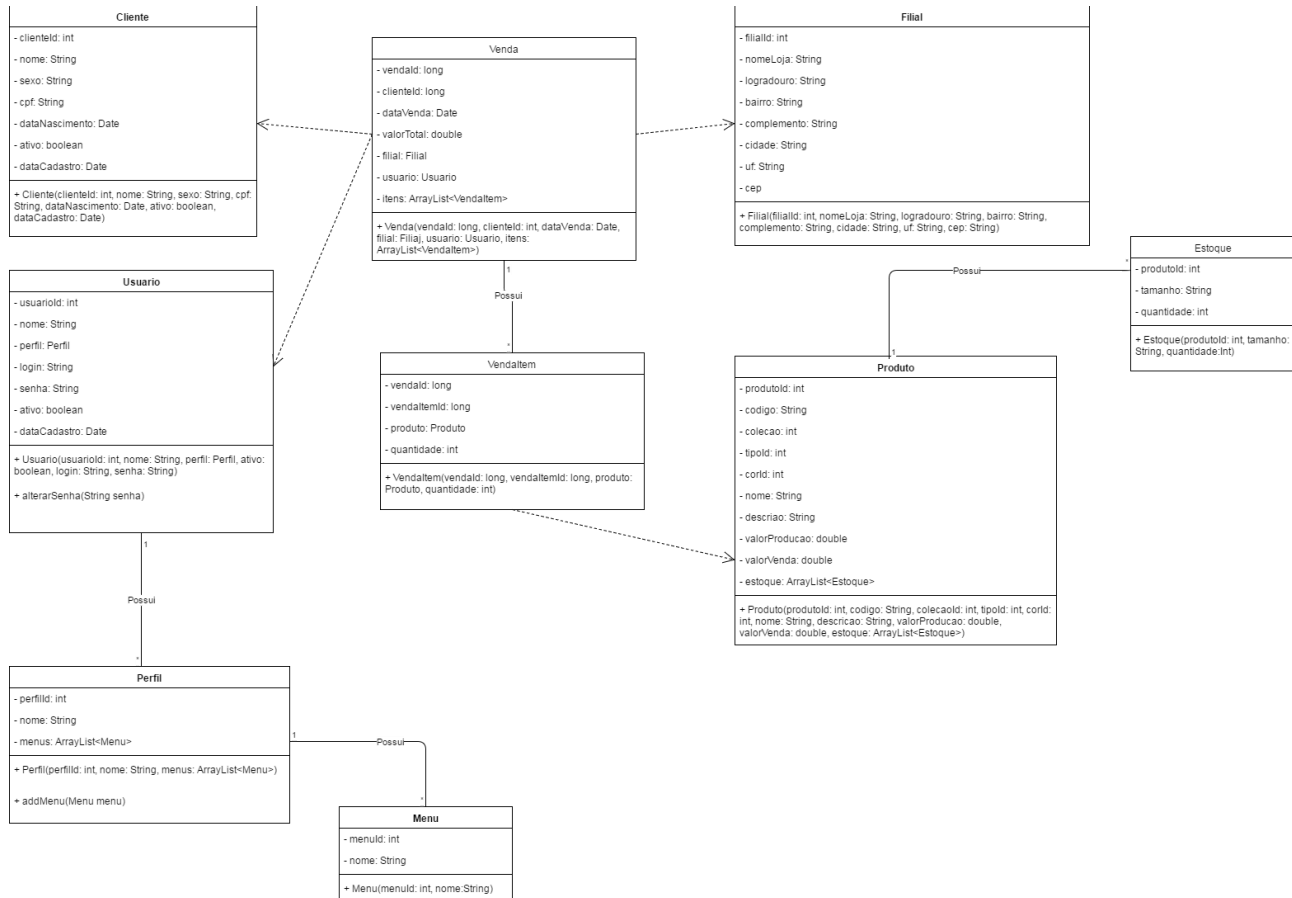 Cliente
- clienteId: int
- nome: String
- sexo: String
- cpf: String
- dataNascimento: Date
- ativo: boolean
- dataCadastro: Date
+ Cliente(clienteId: int, nome: String, sexo: String, cpf:
String, dataNascimento: Date, ativo: boolean,
dataCadastro: Date)
Venda
- vendaId: long
- clienteId: long
- dataVenda: Date
- valorTotal: double
- filial: Filial
- usuario: Usuario
- itens: ArrayList<VendaItem>
+ Venda(vendaId: long, clienteId: int, dataVenda: Date,
filial: Filiaj, usuario: Usuario, itens:
ArrayList<VendaItem>)
Filial
- filialId: int
- nomeLoja: String
- logradouro: String
- bairro: String
- complemento: String
- cidade: String
- uf: String
- cep
+ Filial(filialId: int, nomeLoja: String, logradouro: String, bairro: String,
complemento: String, cidade: String, uf: String, cep: String)
Estoque
- produtoId: int
- tamanho: String
- quantidade: int
+ Estoque(produtoId: int, tamanho:
String, quantidade:Int)
*
Possui
1
Usuario
- usuarioId: int
- nome: String
- perfil: Perfil
- login: String
- senha: String
- ativo: boolean
- dataCadastro: Date
+ Usuario(usuarioId: int, nome: String, perfil: Perfil, ativo:
boolean, login: String, senha: String)
+ alterarSenha(String senha)
1
Possui
*
VendaItem
- vendaId: long
- vendaItemId: long
- produto: Produto
- quantidade: int
+ VendaItem(vendaId: long, vendaItemId: long, produto:
Produto, quantidade: int)
Produto
- produtoId: int
- codigo: String
- colecao: int
- tipoId: int
- corId: int
- nome: String
- descriao: String
- valorProducao: double
- valorVenda: double
- estoque: ArrayList<Estoque>
+ Produto(produtoId: int, codigo: String, colecaoId: int, tipoId: int, corId:
int, nome: String, descricao: String, valorProducao: double,
valorVenda: double, estoque: ArrayList<Estoque>)
1
Possui
*
Perfil
- perfilId: int
- nome: String
- menus: ArrayList<Menu>
+ Perfil(perfilId: int, nome: String, menus: ArrayList<Menu>)
+ addMenu(Menu menu)
1
Possui
*
Menu
- menuId: int
- nome: String
+ Menu(menuId: int, nome:String)